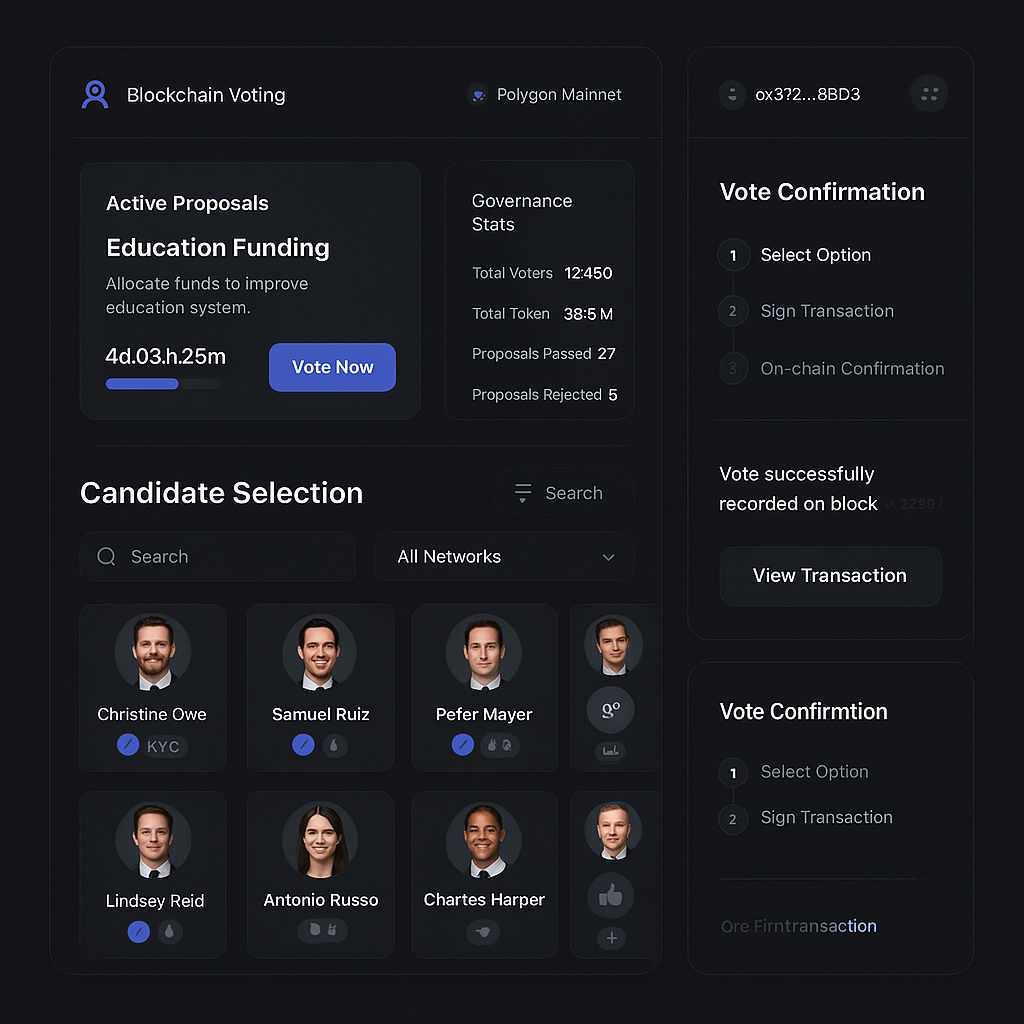 Blockchain Voting
Polygon Mainnet
Active Proposals
Education Funding
Allocate funds to improve
education system.
4d.03.h.25m
Vote Now
Governance
Stats
Total Voters 12:450
Total Token 38:5 M
Proposals Passed 27
Proposals Rejected 5
Candidate Selection
Search
Search
All Networks
Christine Owe
KYC
Samuel Ruiz
Pefer Mayer
Lindsey Reid
Antonio Russo
Chartes Harper
ox3?2...8BD3
Vote Confirmation
1 Select Option
2 Sign Transaction
3 On-chain Confirmation
Vote successfully
recorded on block
View Transaction
Vote Confirmtion
1 Select Option
2 Sign Transaction
Ore Firntransaction